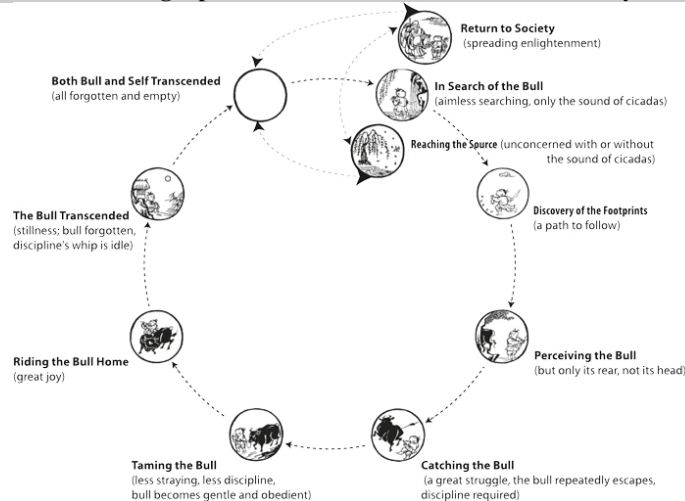 Return to Society
(spreading enlightenment)
Both Bull and Self Transcended
(all forgotten and empty)
In Search of the Bull
(aimless searching, only the sound of cicadas)
Reaching the Spurce (unconcerned with or without
the sound of cicadas)
Discovery of the Footprints
(a path to follow)
The Bull Transcended
(stillness; bull forgotten,
discipline's whip is idle)
Perceiving the Bull
(but only its rear, not its head)
Riding the Bull Home
(great joy)
Catching the Bull
(a great struggle, the bull repeatedly escapes,
discipline required)
Taming the Bull
(less straying, less discipline,
bull becomes gentle and obedient)